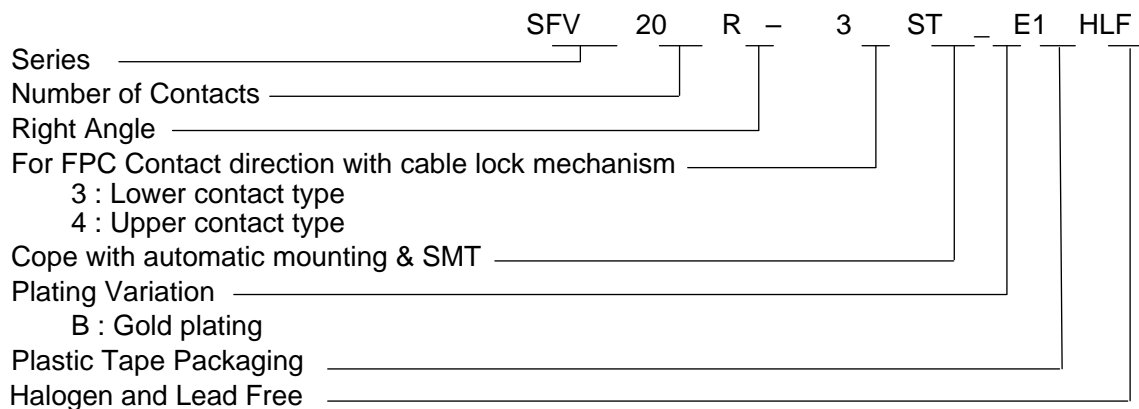 SFV 20 R – 3 ST _ E1 HLF
Series
Number of Contacts
Right Angle
For FPC Contact direction with cable lock mechanism
3 : Lower contact type
4 : Upper contact type
Cope with automatic mounting & SMT
Plating Variation
B : Gold plating
Plastic Tape Packaging
Halogen and Lead Free